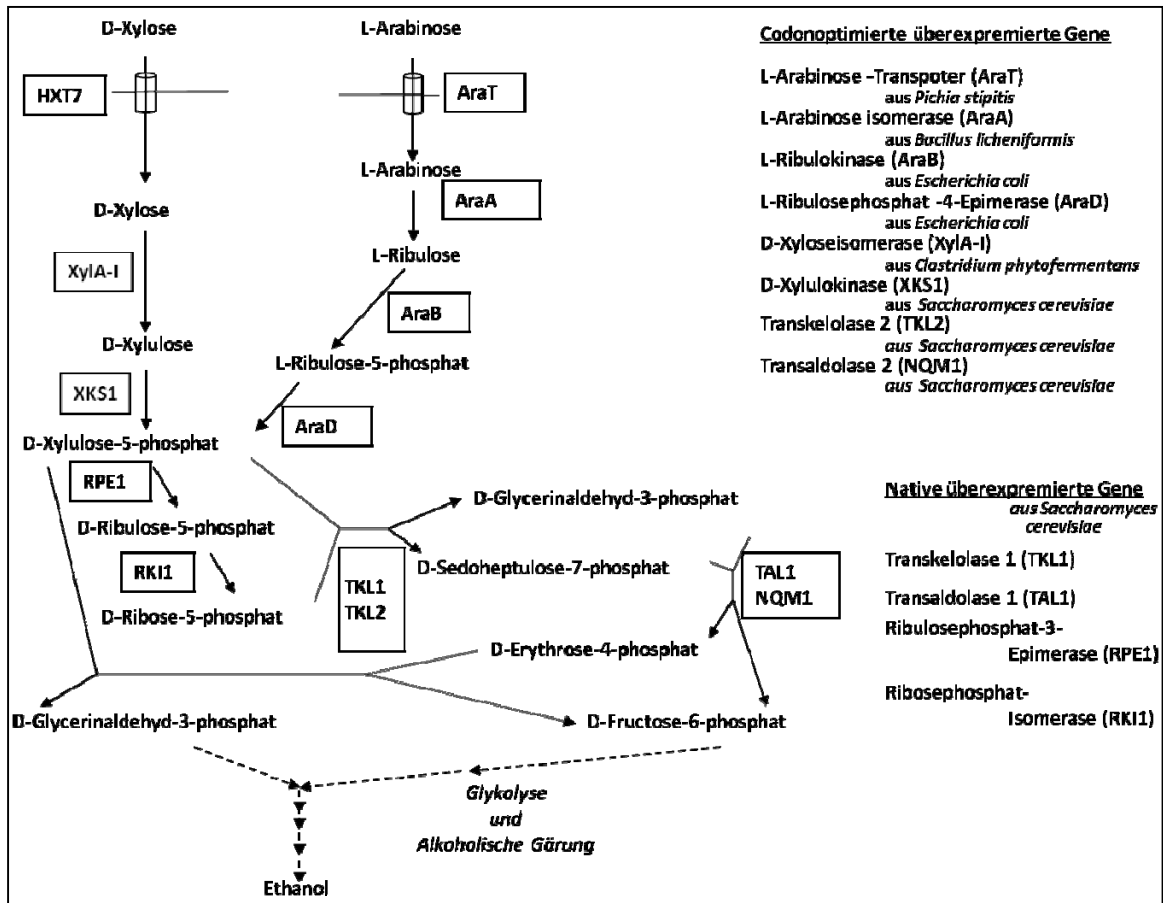 D-Xylose
L-Arabinose
HXT7
AraT
L-Arabinose
AraA
D-Xylose
L-Ribulose
XylA-I
AraB
D-Xylulose
L-Ribulose-5-phosphat
XKS1
AraD
D-Xylulose-5-phosphat
RPE1
D-Glycerinaldehyd-3-phosphat
D-Ribulose-5-phosphat
D-Sedoheptulose-7-phosphat
RKI1
TKL1
TKL2
TAL1
NQM1
D-Ribose-5-phosphat
D-Erythrose-4-phosphat
D-Glycerinaldehyd-3-phosphat
D-Fructose-6-phosphat
Glykolyse
und
Alkoholische Gärung
Ethanol
Codonoptimierte überexpremierte Gene
L-Arabinose -Transpoter (AraT)
aus Pichia stipitis
L-Arabinose isomerase (AraA)
aus Bacillus licheniformis
L-Ribulokinase (AraB)
aus Escherichia coli
L-Ribulosephosphat -4-Epimerase (AraD)
aus Escherichia coli
D-Xyloseisomerase (XylA-I)
aus Clostridium phytofermentans
D-Xylulokinase (XKS1)
aus Saccharomyces cerevisiae
Transkelolase 2 (TKL2)
aus Saccharomyces cerevisiae
Transaldolase 2 (NQM1)
aus Saccharomyces cerevisiae
Native überexpremierte Gene
aus Saccharomyces
cerevisiae
Transkelolase 1 (TKL1)
Transaldolase 1 (TAL1)
Ribulosephosphat-3-
Epimerase (RPE1)
Ribosephosphat-
Isomerase (RKI1)